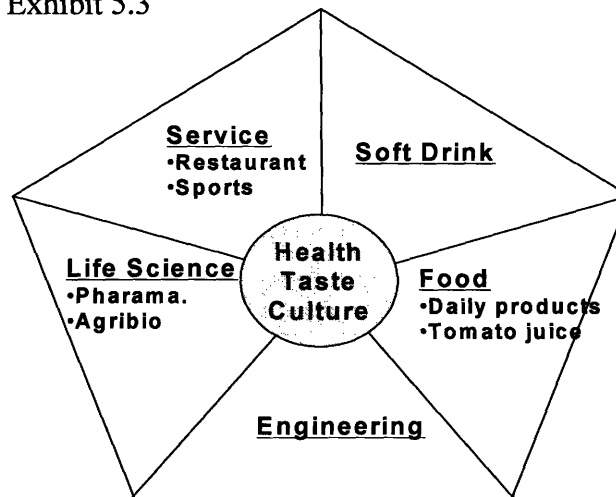 Exhibit 5.3
Service
•Restaurant
•Sports
Soft Drink
Life Science
•Pharama.
•Agribio
Health
Taste
Culture
Food
•Daily products
•Tomato juice
Engineering